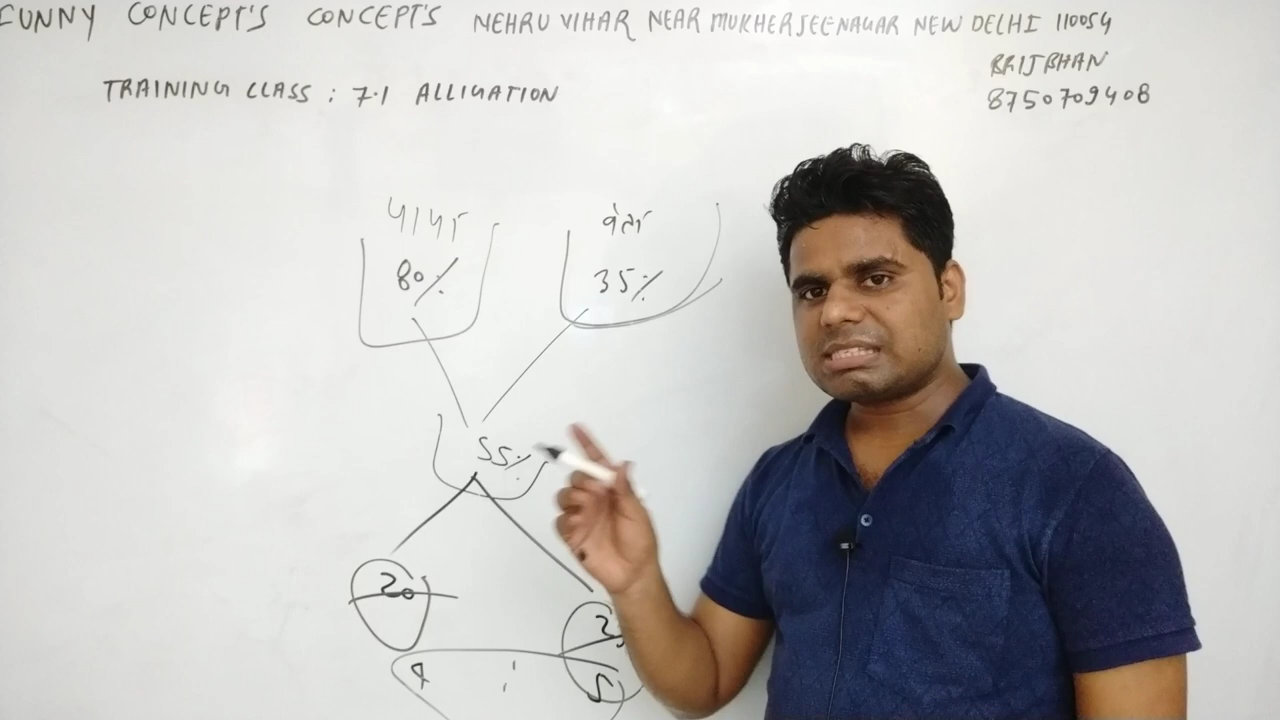 FUNNY CONCEPT'S CONCEPT'S NEHRU VIHAR NEAR MUKHERJEENAGAR NEW DELHI 110054
BRIJBHAN
TRAINING CLASS : 7.1 ALLIGATION
8750709408
80% 35%
55%
20
4 : 5